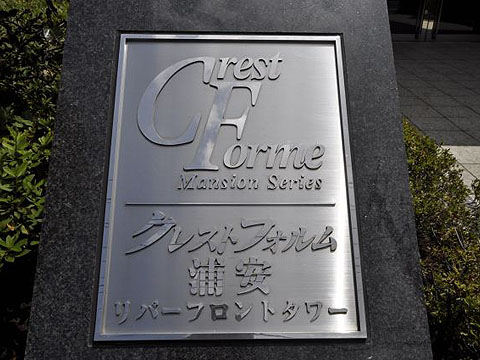 Crest
Forme
Mansion Series
クレストフォルム
浦安
リバーフロントタワー